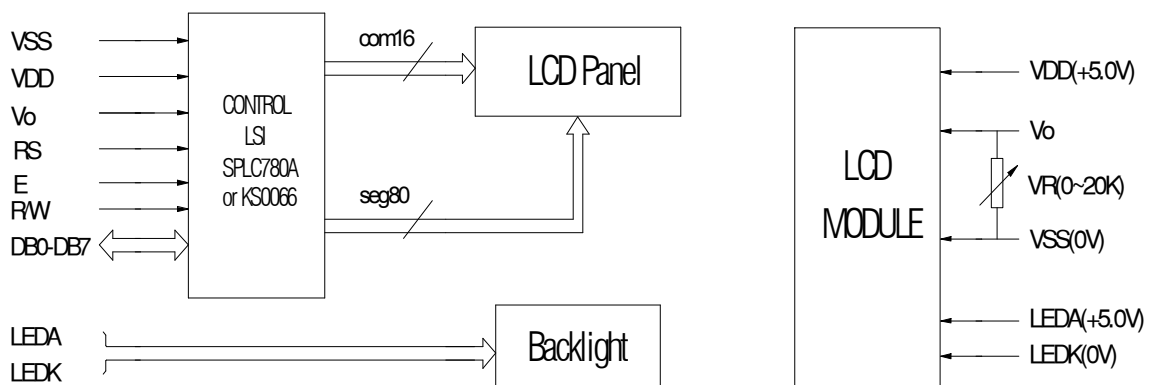 VSS
VDD
Vo
RS
E
R/W
DB0-DB7
LEDA
LEDK
CONTROL
LSI
SPLC780A
or KS0066
com16
seg80
LCD Panel
Backlight
LCD
MODULE
VDD(+5.0V)
Vo
VR(0~20K)
VSS(0V)
LEDA(+5.0V)
LEDK(0V)